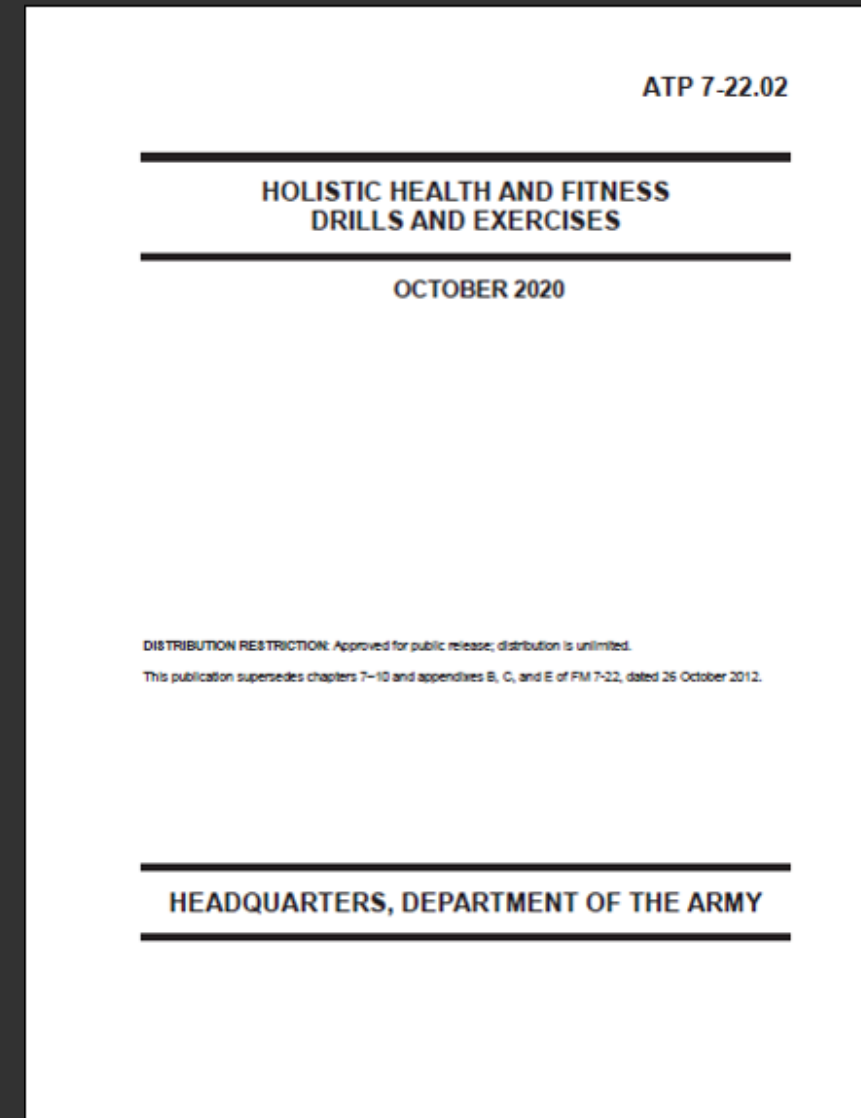 ATP 7-22.02
HOLISTIC HEALTH AND FITNESS
DRILLS AND EXERCISES
OCTOBER 2020
DISTRIBUTION RESTRICTION: Approved for public release; distribution is unlimited.
This publication supersedes chapters 7–10 and appendixes B, C, and E of FM 7-22, dated 26 October 2012.
HEADQUARTERS, DEPARTMENT OF THE ARMY